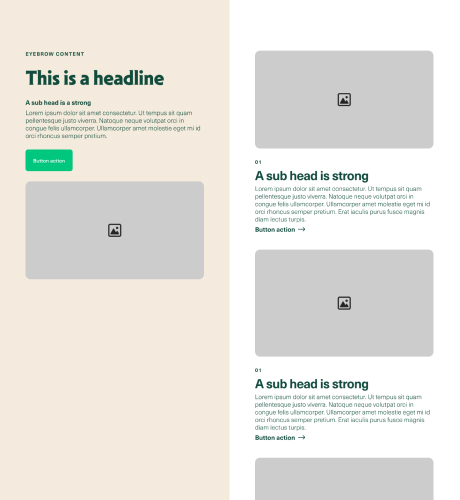 EYEBROW CONTENT
This is a headline
A sub head is a strong
Lorem ipsum dolor sit amet consectetur. Ut tempus sit quam
pellentesque justo viverra. Natoque neque volutpat orci in
congue felis ullamcorper. Ullamcorper amet molestie eget mi id
orci rhoncus semper pretium.
Button action
01
A sub head is strong
Lorem ipsum dolor sit amet consectetur. Ut tempus sit quam
pellentesque justo viverra. Natoque neque volutpat orci in
congue felis ullamcorper. Ullamcorper amet molestie eget mi id
orci rhoncus semper pretium. Erat iaculis purus fusce magnis
diam lectus turpis.
Button action →
01
A sub head is strong
Lorem ipsum dolor sit amet consectetur. Ut tempus sit quam
pellentesque justo viverra. Natoque neque volutpat orci in
congue felis ullamcorper. Ullamcorper amet molestie eget mi id
orci rhoncus semper pretium. Erat iaculis purus fusce magnis
diam lectus turpis.
Button action →